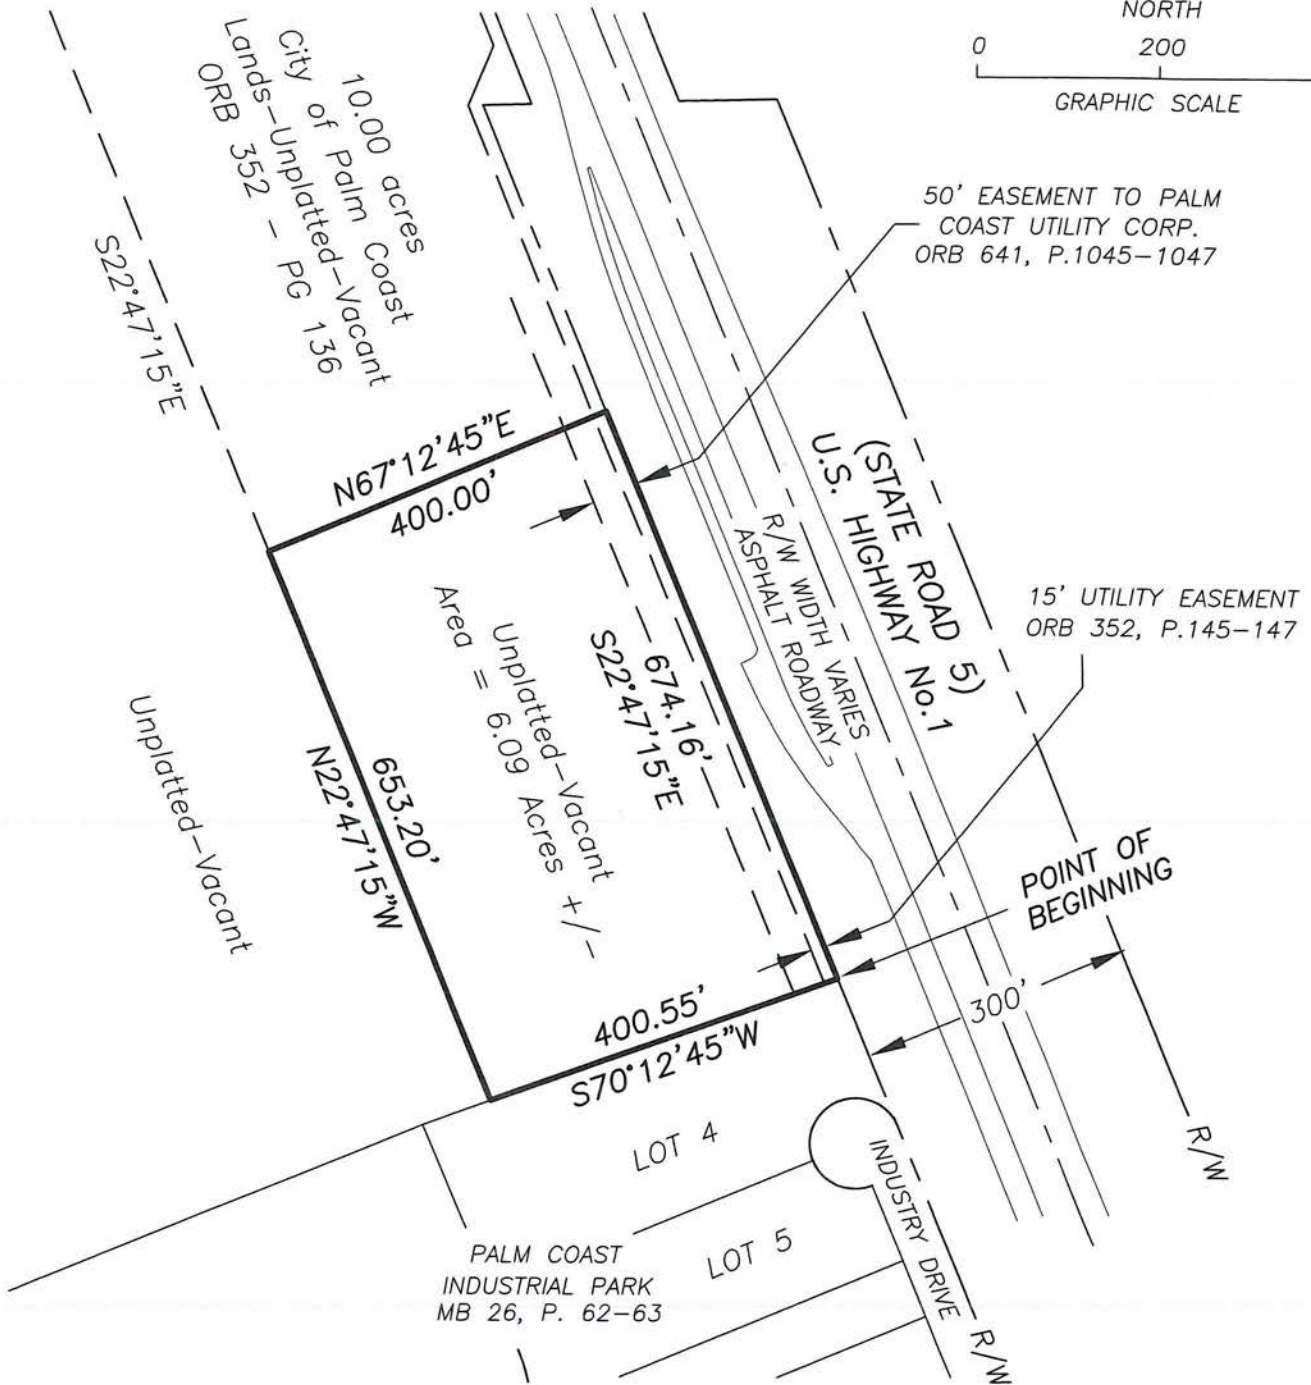 NORTH
0 200
GRAPHIC SCALE
10.00 acres
City of Palm Coast
Lands-Unplatted-Vacant
ORB 352 - PG 136
S22°47'15"E
50' EASEMENT TO PALM
COAST UTILITY CORP.
ORB 641, P.1045-1047
N67°12'45"E
400.00'
(STATE ROAD 5)
U.S. HIGHWAY No.1
R/W WIDTH VARIES
ASPHALT ROADWAY
15' UTILITY EASEMENT
ORB 352, P.145-147
Unplatted-Vacant
Area = 6.09 Acres +/-
674.16'
S22°47'15"E
Unplatted-Vacant
653.20'
N22°47'15"W
POINT OF
BEGINNING
300'
400.55'
S70°12'45"W
LOT 4
INDUSTRY DRIVE
R/W
LOT 5
PALM COAST
INDUSTRIAL PARK
MB 26, P. 62-63
R/W